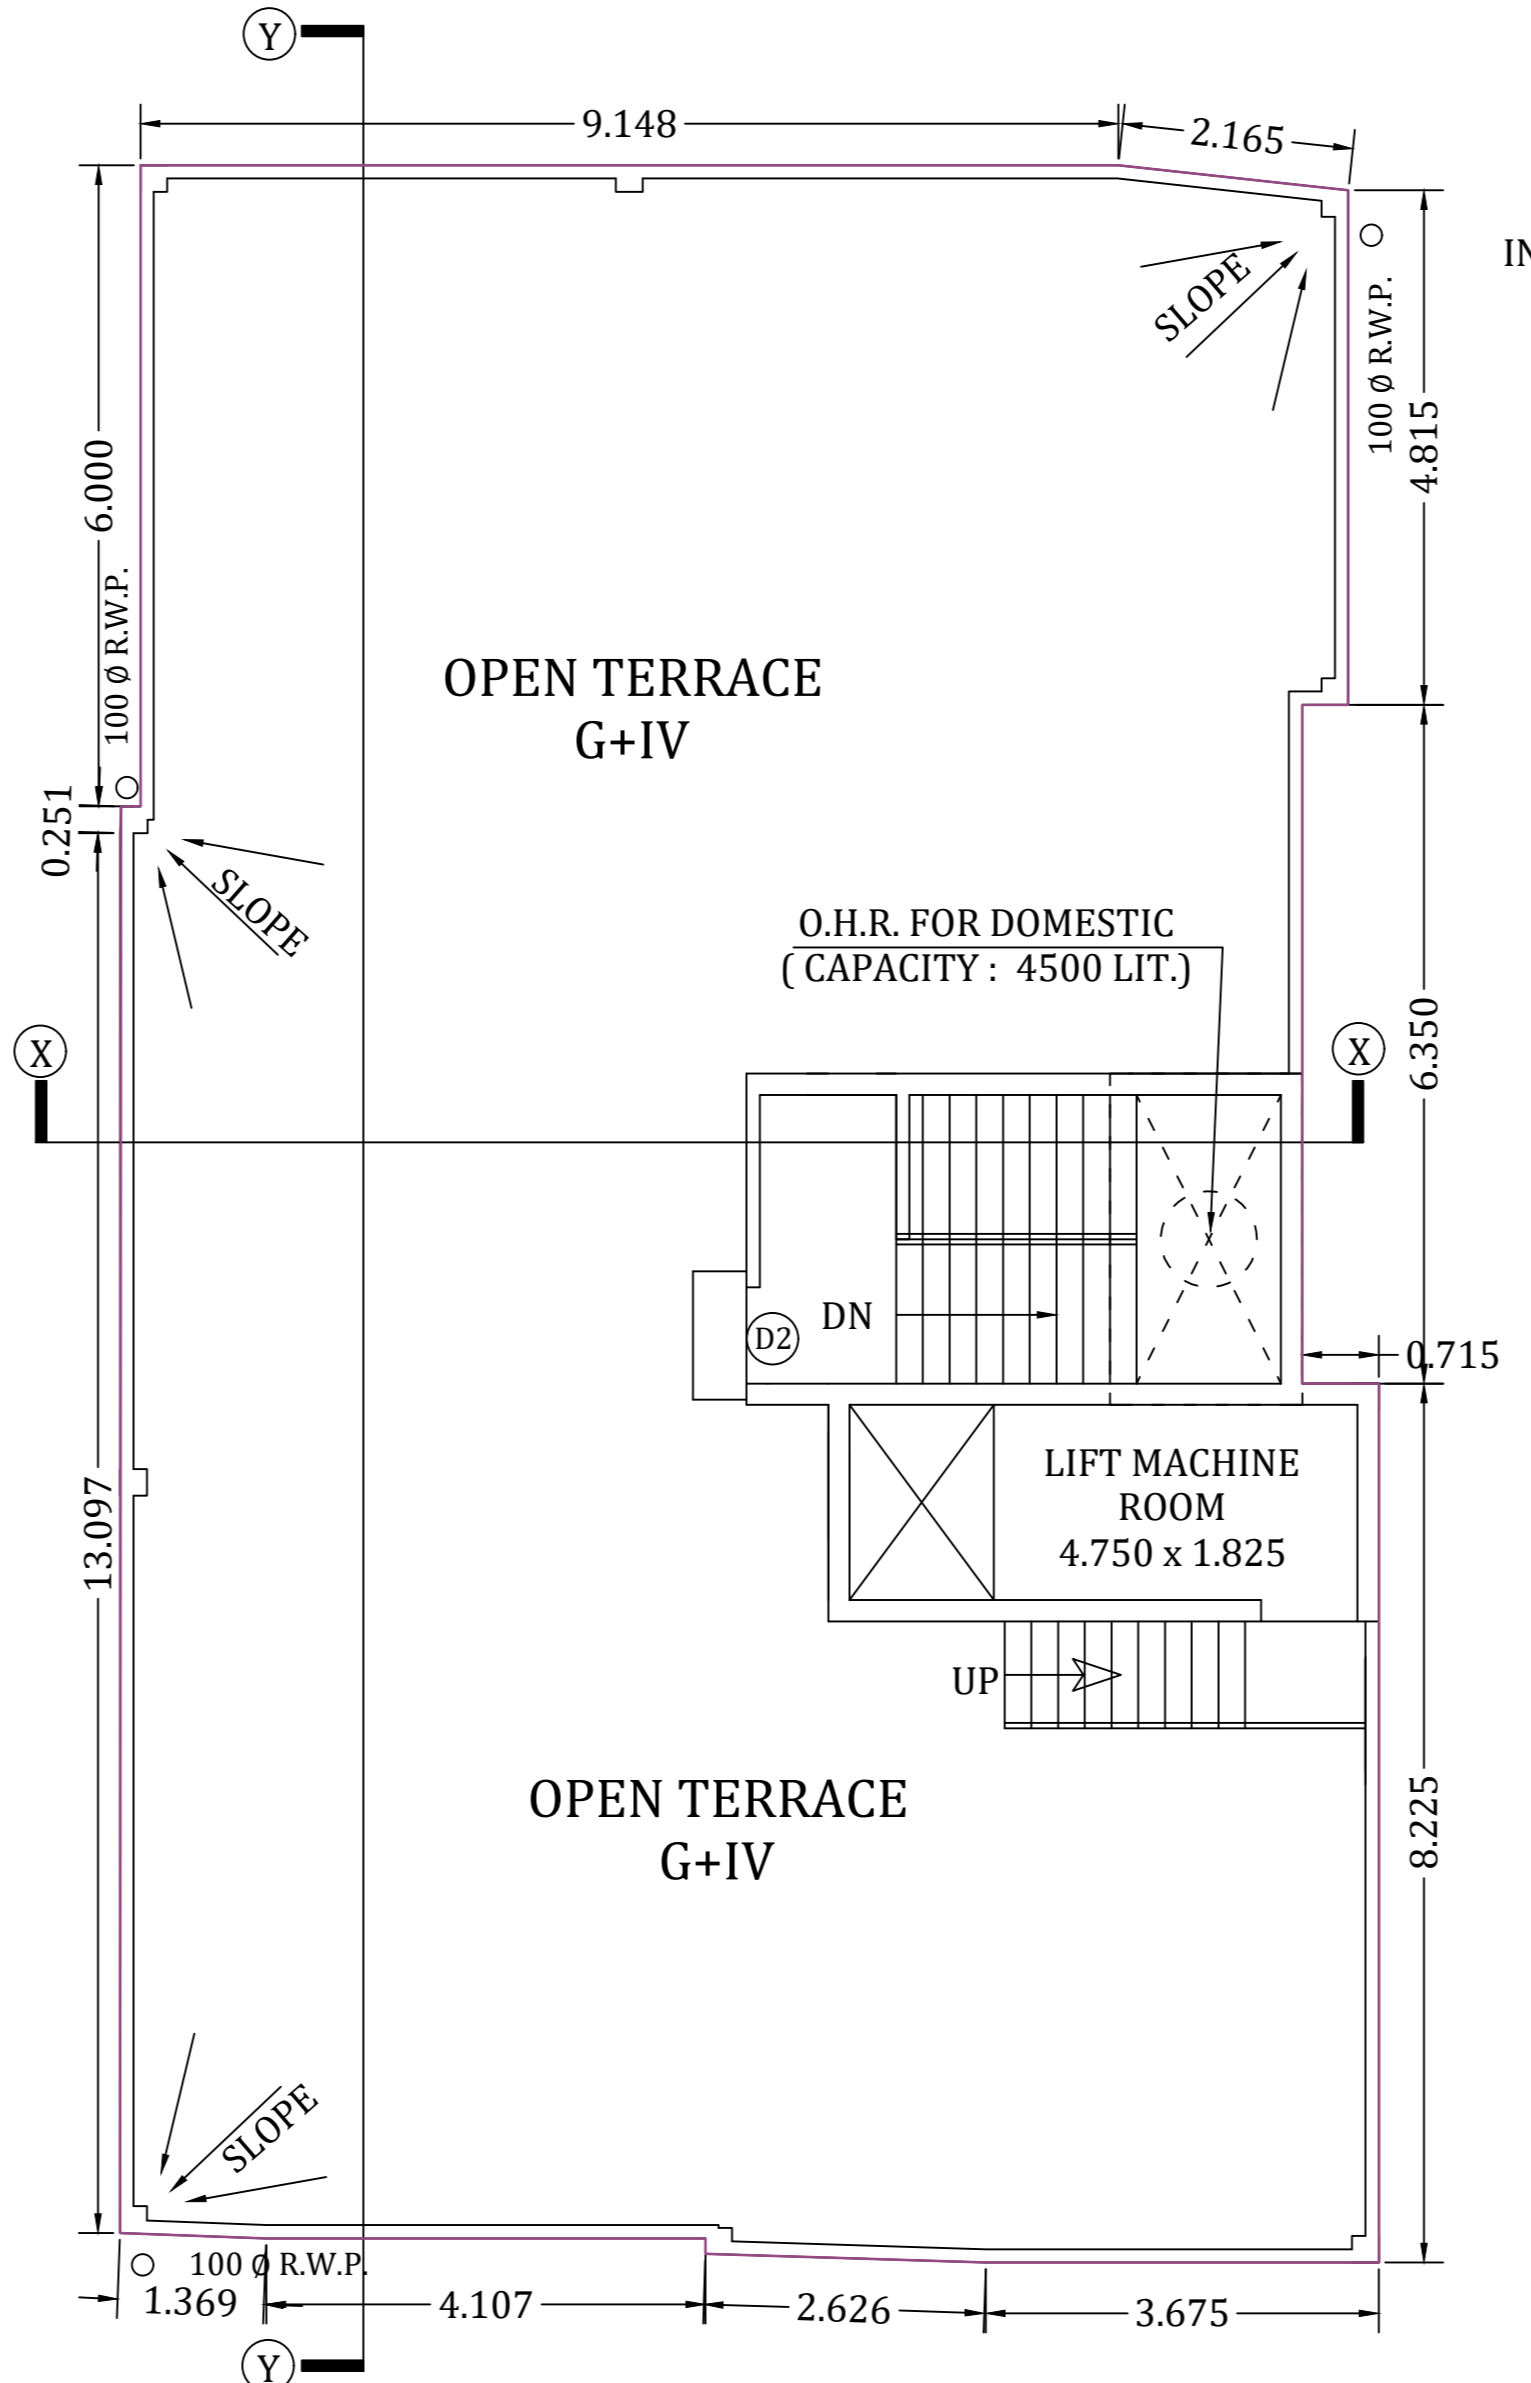 Y
9.148
2.165
IN
SLOPE
100 Ø R.W.P.
4.815
6.000
100 Ø R.W.P.
OPEN TERRACE
G+IV
0.251
SLOPE
O.H.R. FOR DOMESTIC
( CAPACITY : 4500 LIT.)
X
X
6.350
DN
D2
0.715
LIFT MACHINE
ROOM
4.750 x 1.825
13.097
UP
OPEN TERRACE
G+IV
8.225
SLOPE
100 Ø R.W.P.
1.369
4.107
2.626
3.675
Y